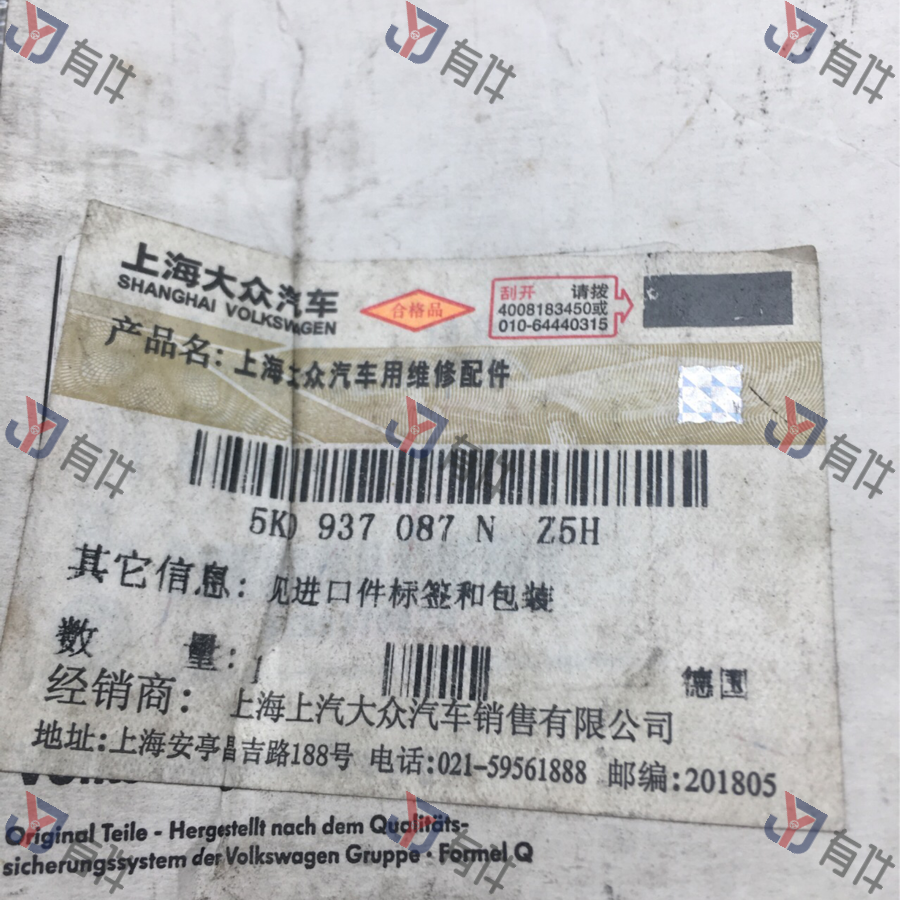 上海大众汽车
SHANGHAI VOLKSWAGEN
合格品
刮开 请拨
4008183450或
010-64440315
产品名: 上海大众汽车用维修配件
5K0 937 087 N Z5H
其它信息: 见进口件标签和包装
数 量: 1
德国
经销商: 上海上汽大众汽车销售有限公司
地址:上海安亭昌吉路188号 电话:021-59561888 邮编:201805
Original Teile - Hergestellt nach dem Qualitäts-
sicherungssystem der Volkswagen Gruppe · Formel Q
有件
有件
有件
有件
有件
有件
有件
有件
有件